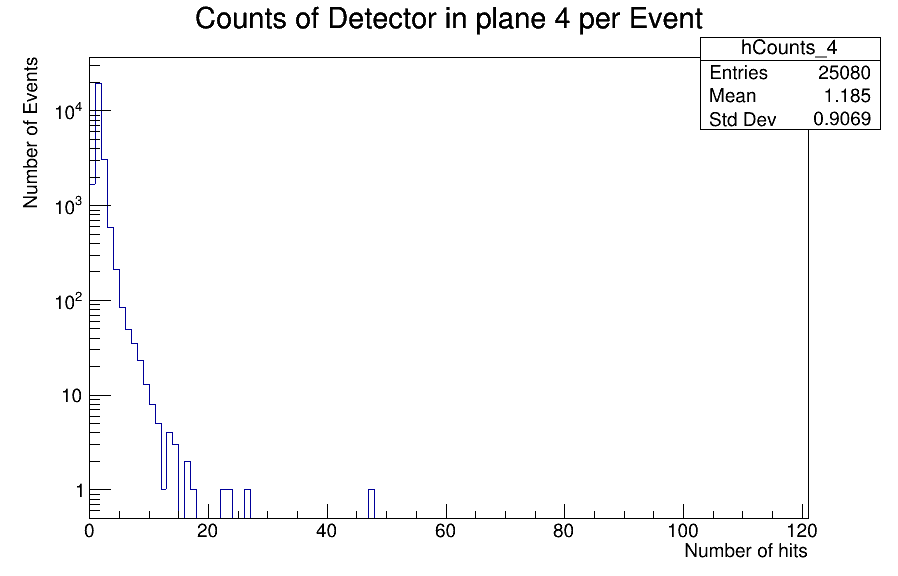 Counts of Detector in plane 4 per Event
hCounts_4
Entries 25080
Mean 1.185
Std Dev 0.9069
Number of Events
10⁴
10³
10²
10
1
0 20 40 60 80 100 120
Number of hits